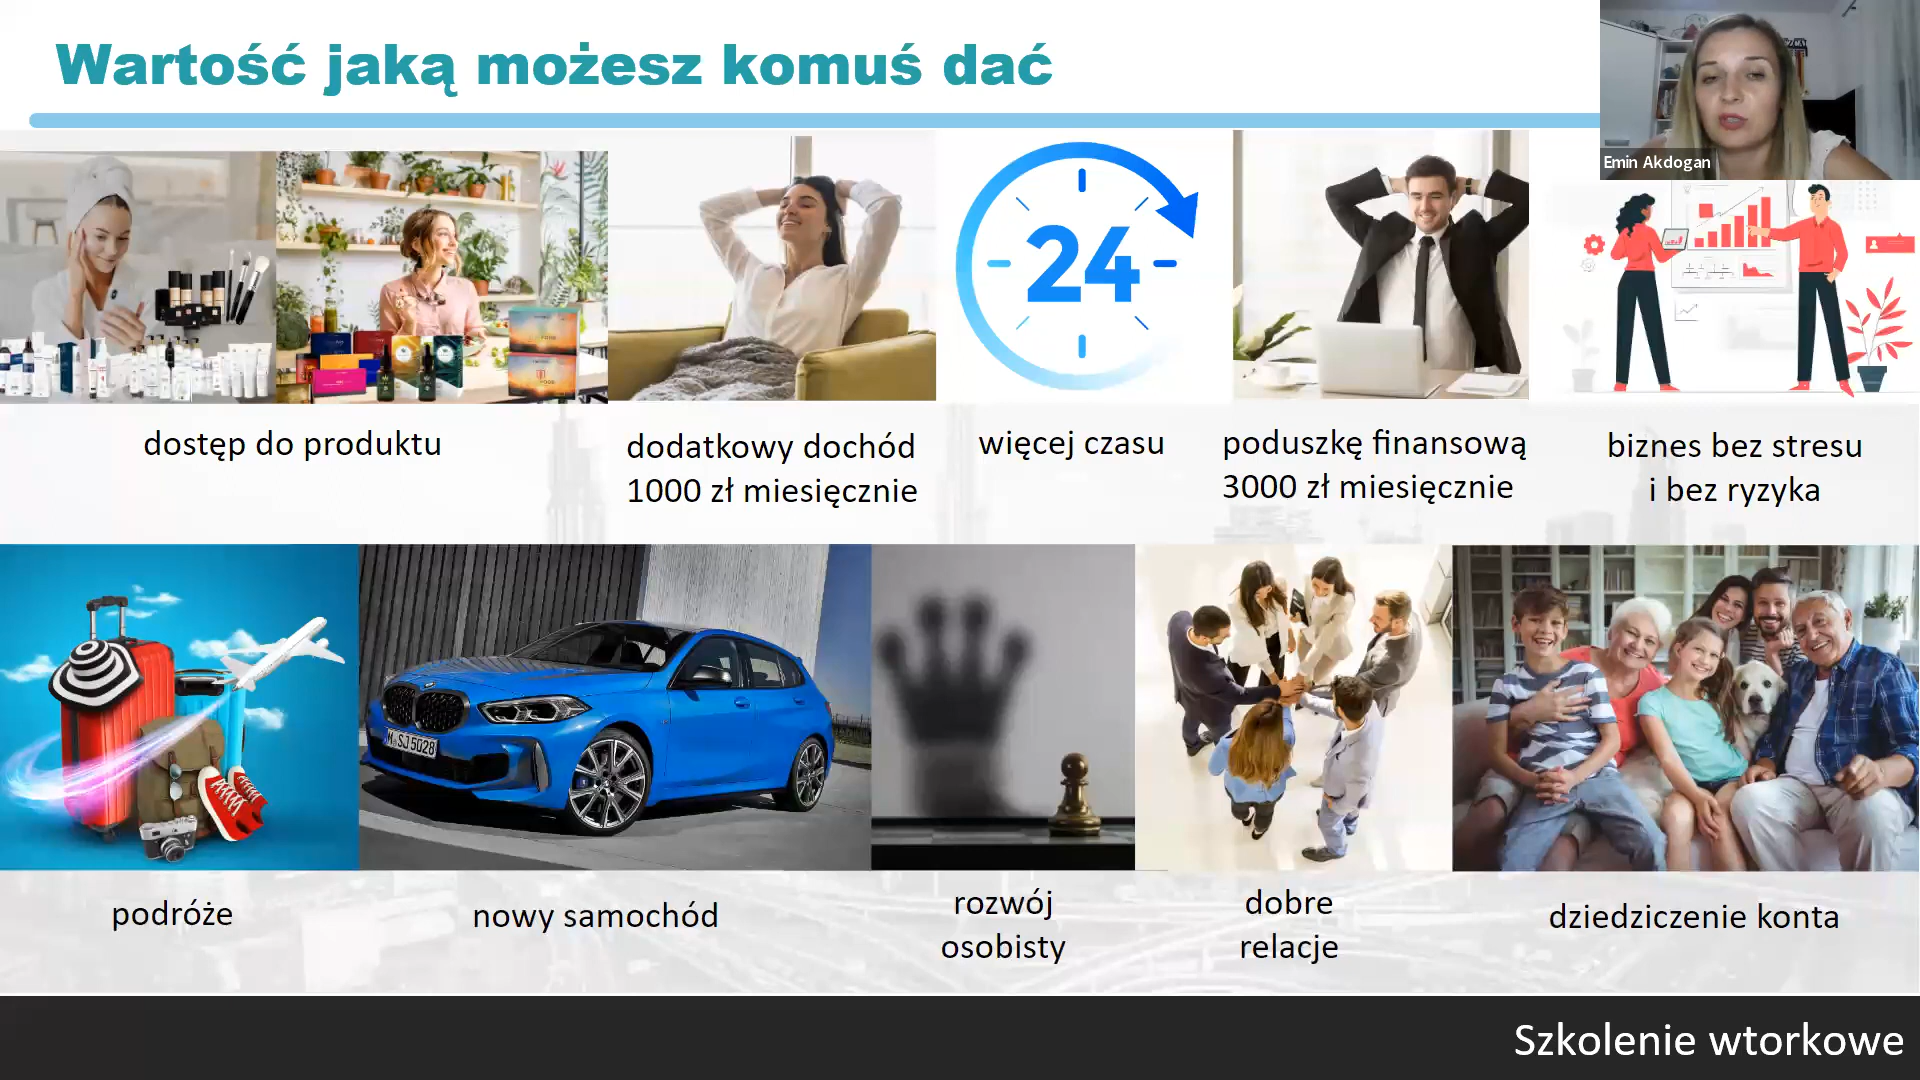 Wartość jaką możesz komuś dać
Emin Akdogan
24
dostęp do produktu
dodatkowy dochód
1000 zł miesięcznie
więcej czasu
poduszkę finansową
3000 zł miesięcznie
biznes bez stresu
i bez ryzyka
podróże
nowy samochód
rozwój
osobisty
dobre
relacje
dziedziczenie konta
Szkolenie wtorkowe